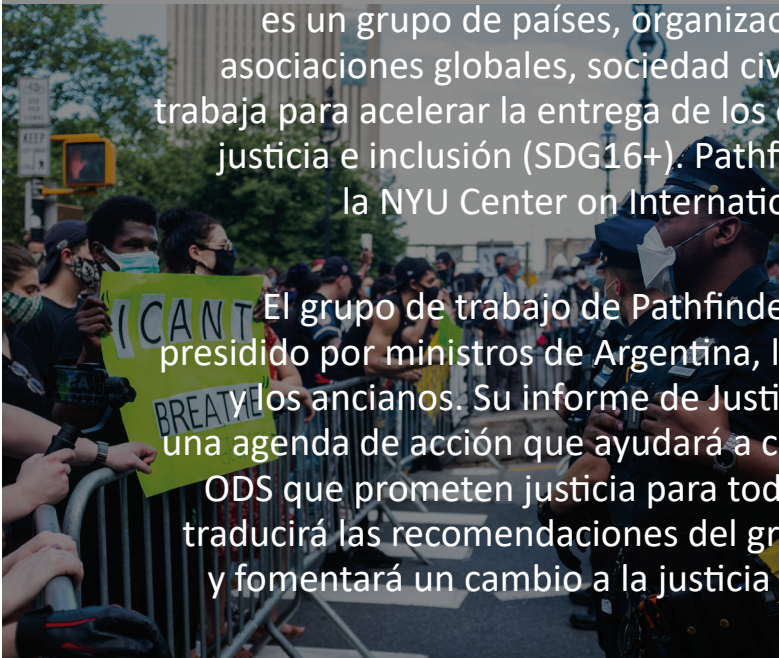 es un grupo de países, organizac
asociaciones globales, sociedad civ
trabaja para acelerar la entrega de los
justicia e inclusión (SDG16+). Pathf
la NYU Center on Internatio
KEEP
El grupo de trabajo de Pathfinde
presidido por ministros de Argentina, l
y los ancianos. Su informe de Justi
una agenda de acción que ayudará a c
ODS que prometen justicia para tod
traducirá las recomendaciones del gr
y fomentará un cambio a la justicia
"I CAN'T
BREATHE"